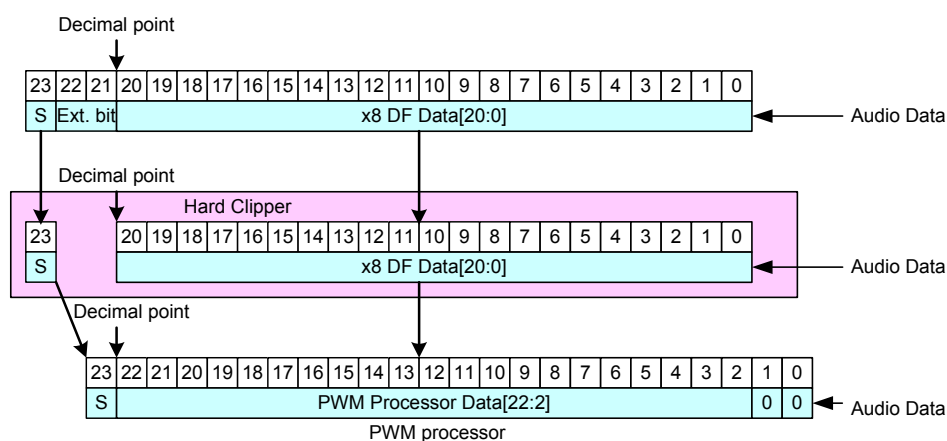 Decimal point
23 22 21 20 19 18 17 16 15 14 13 12 11 10 9 8 7 6 5 4 3 2 1 0
S Ext. bit x8 DF Data[20:0] Audio Data
Decimal point
Hard Clipper
23 20 19 18 17 16 15 14 13 12 11 10 9 8 7 6 5 4 3 2 1 0
S x8 DF Data[20:0] Audio Data
Decimal point
23 22 21 20 19 18 17 16 15 14 13 12 11 10 9 8 7 6 5 4 3 2 1 0
S PWM Processor Data[22:2] 0 0 Audio Data
PWM processor